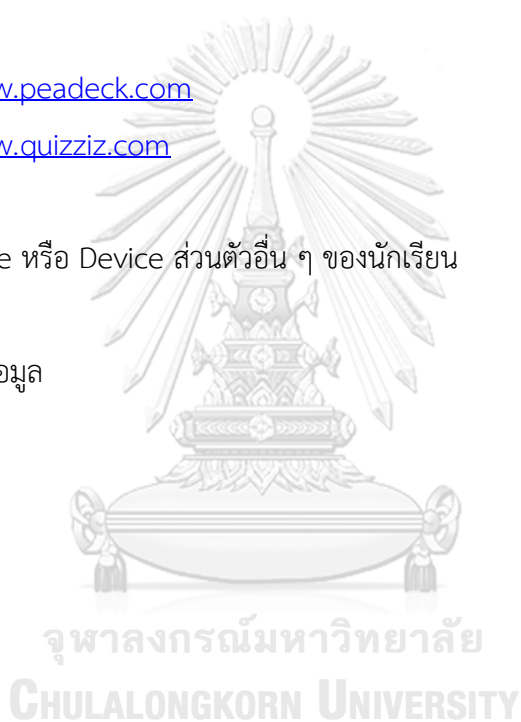 w.peadeck.com
w.quizziz.com
e หรือ Device ส่วนตัวอื่น ๆ ของนักเรียน
อมูล
จุฬาลงกรณ์มหาวิทยาลัย
CHULALONGKORN UNIVERSITY